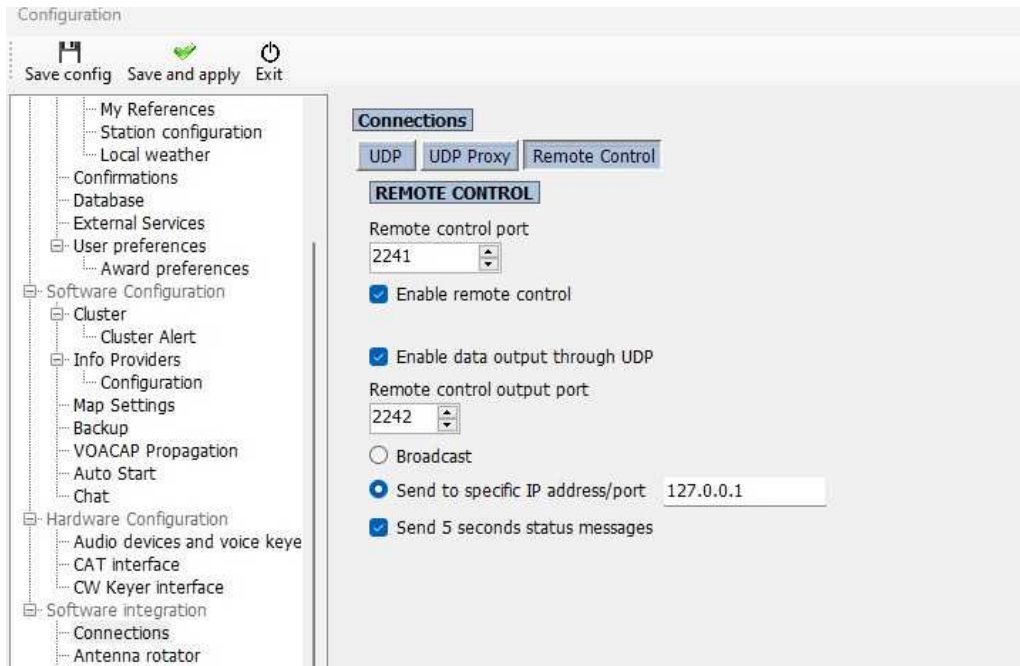 Configuration
Save config Save and apply Exit
My References
Station configuration
Local weather
Confirmations
Database
External Services
User preferences
Award preferences
Software Configuration
Cluster
Cluster Alert
Info Providers
Configuration
Map Settings
Backup
VOACAP Propagation
Auto Start
Chat
Hardware Configuration
Audio devices and voice keye
CAT interface
CW Keyer interface
Software integration
Connections
Antenna rotator
Connections
UDP UDP Proxy Remote Control
REMOTE CONTROL
Remote control port
2241
Enable remote control
Enable data output through UDP
Remote control output port
2242
Broadcast
Send to specific IP address/port 127.0.0.1
Send 5 seconds status messages